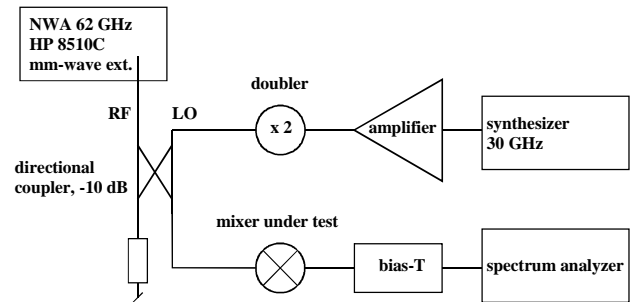 NWA 62 GHz
HP 8510C
mm-wave ext.
doubler
RF
LO
x 2
amplifier
synthesizer
30 GHz
directional
coupler, -10 dB
mixer under test
bias-T
spectrum analyzer